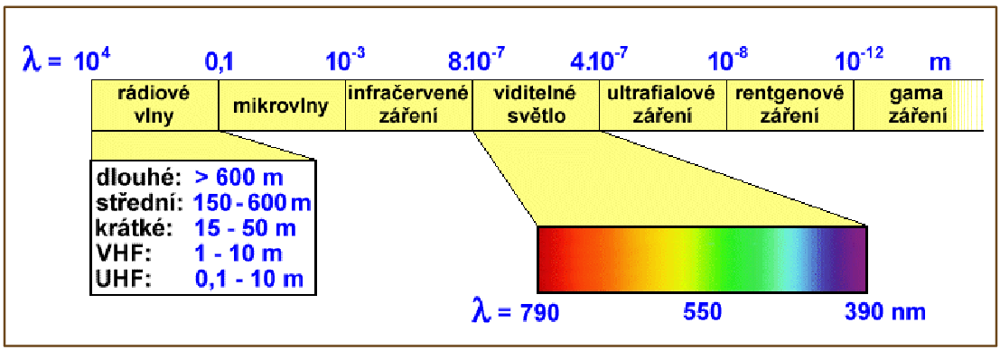 λ = 10⁴ 0,1 10⁻³ 8.10⁻⁷ 4.10⁻⁷ 10⁻⁸ 10⁻¹² m
rádiové vlny
mikrovlny
infračervené záření
viditelné světlo
ultrafialové záření
rentgenové záření
gama záření
dlouhé: > 600 m
střední: 150 - 600 m
krátké: 15 - 50 m
VHF: 1 - 10 m
UHF: 0,1 - 10 m
λ = 790 550 390 nm